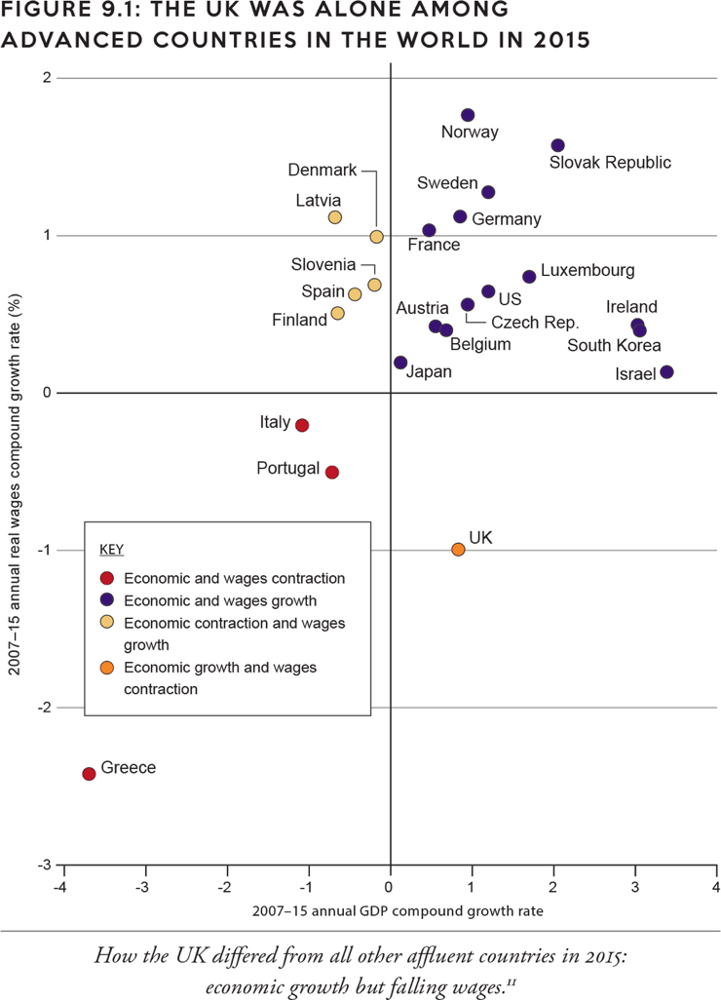 FIGURE 9.1: THE UK WAS ALONE AMONG
ADVANCED COUNTRIES IN THE WORLD IN 2015
2007–15 annual real wages compound growth rate (%)
2
1
0
-1
-2
-3
Norway
Slovak Republic
Denmark
Sweden
Latvia
Germany
France
Slovenia
Luxembourg
Spain
US
Ireland
Austria
Finland
Czech Rep.
Belgium
South Korea
Japan
Israel
Italy
Portugal
UK
KEY
Economic and wages contraction
Economic and wages growth
Economic contraction and wages
growth
Economic growth and wages
contraction
Greece
-4 -3 -2 -1 0 1 2 3 4
2007–15 annual GDP compound growth rate
How the UK differed from all other affluent countries in 2015:
economic growth but falling wages.¹¹